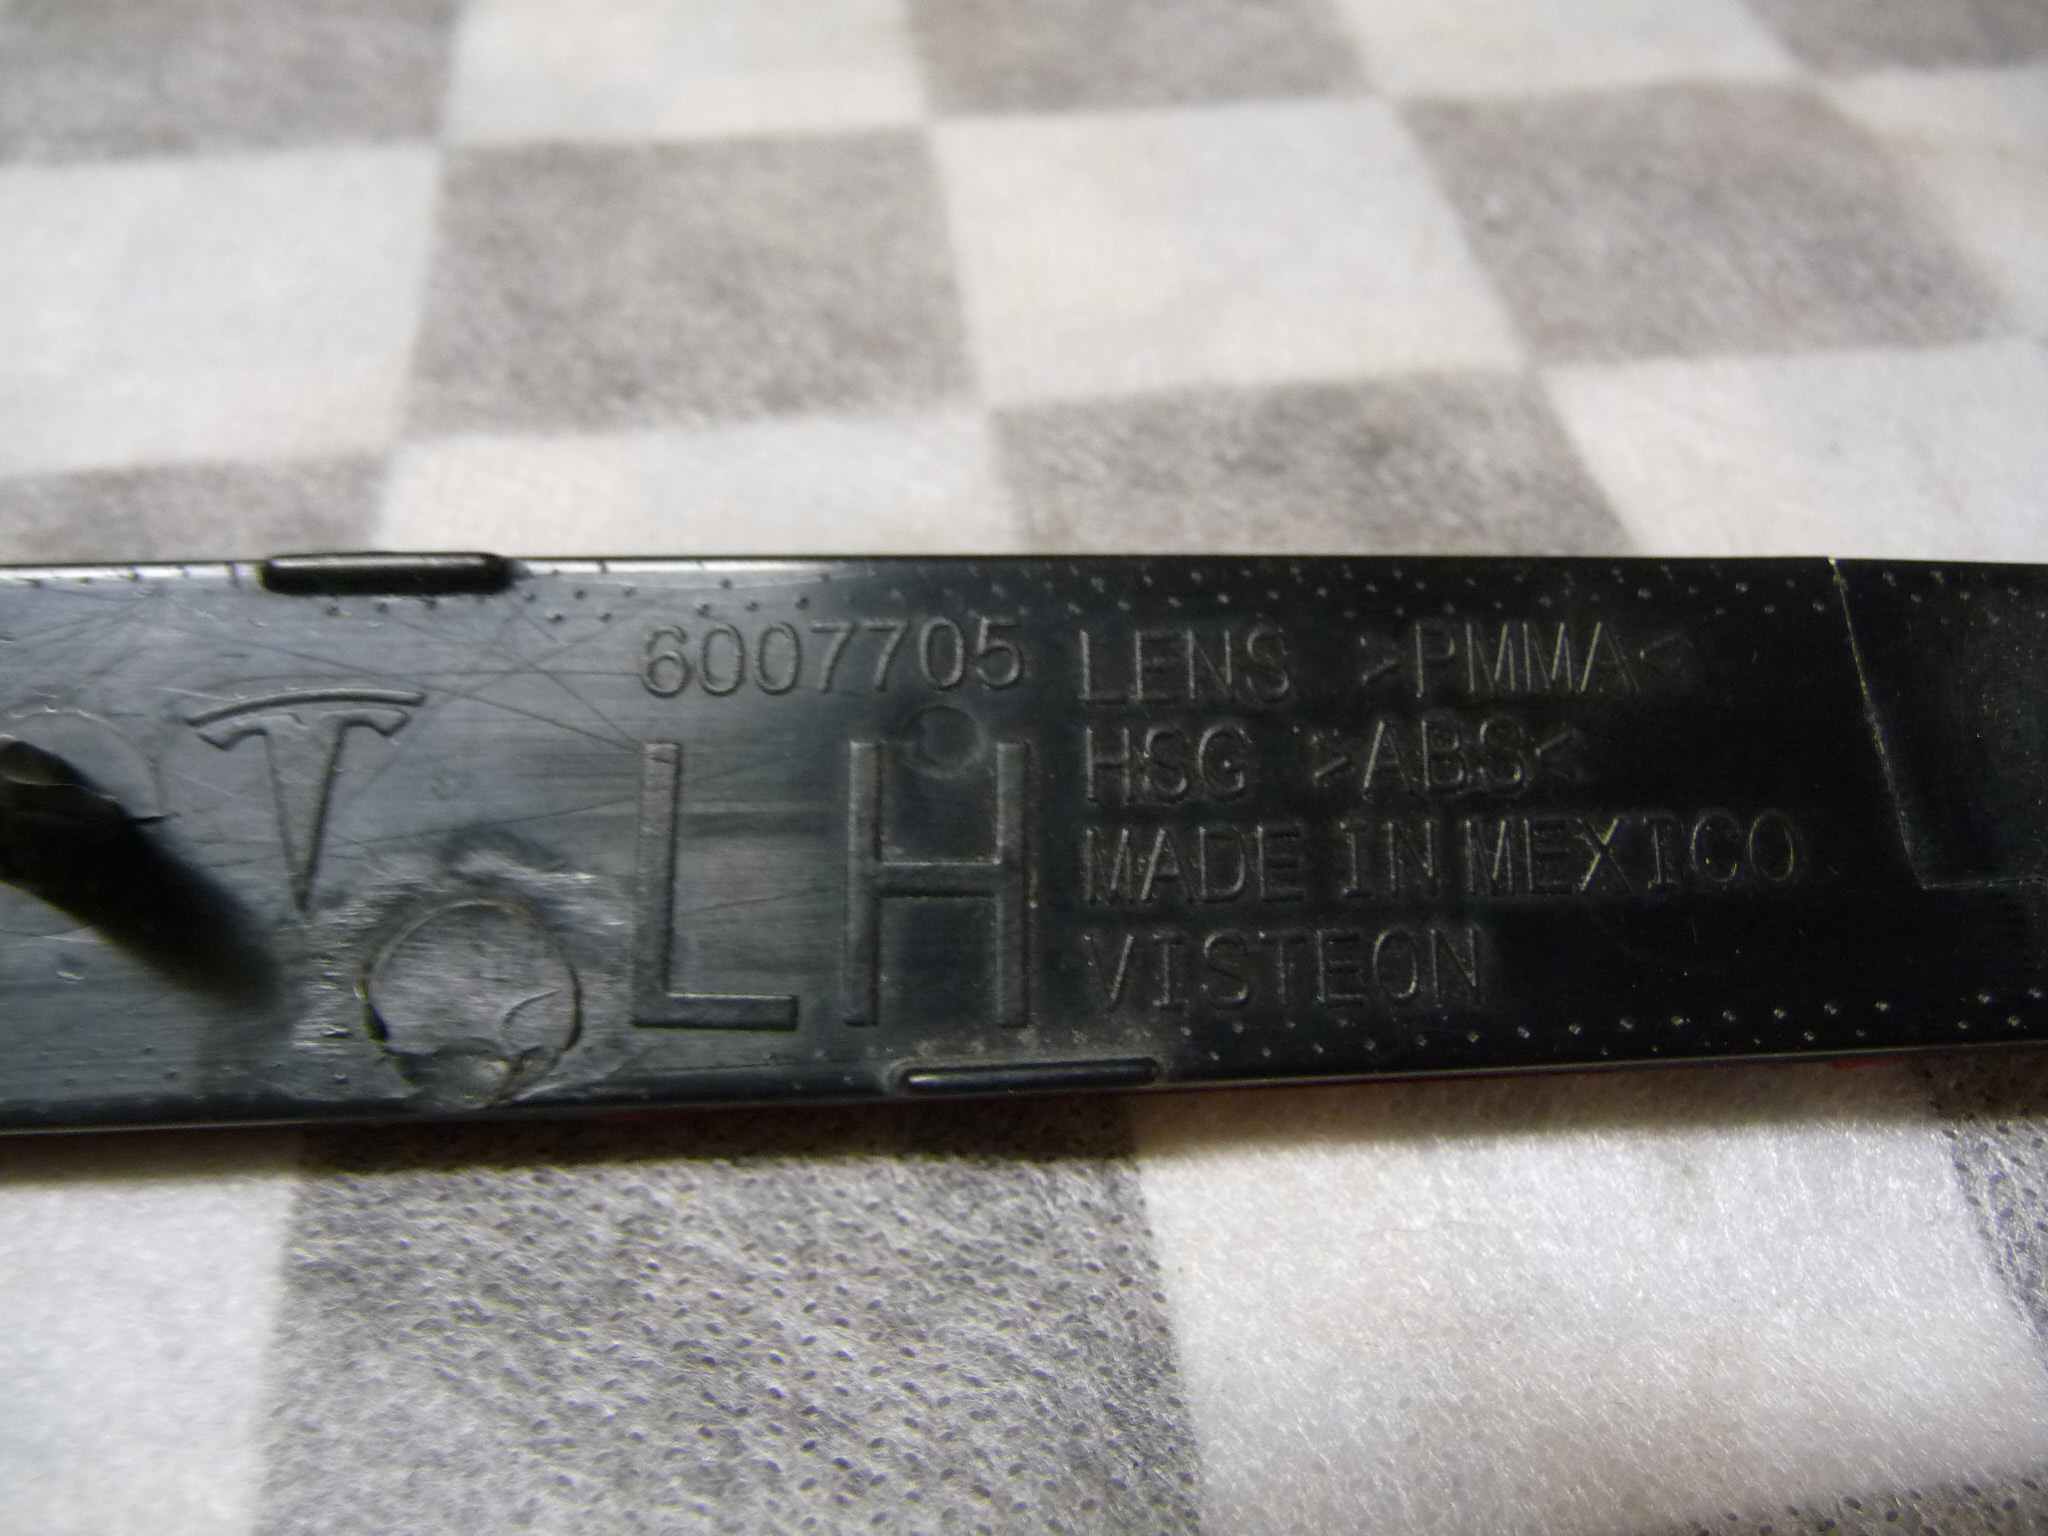 6007705
LH
LENS >PMMA<
HSG >ABS<
MADE IN MEXICO
VISTEON